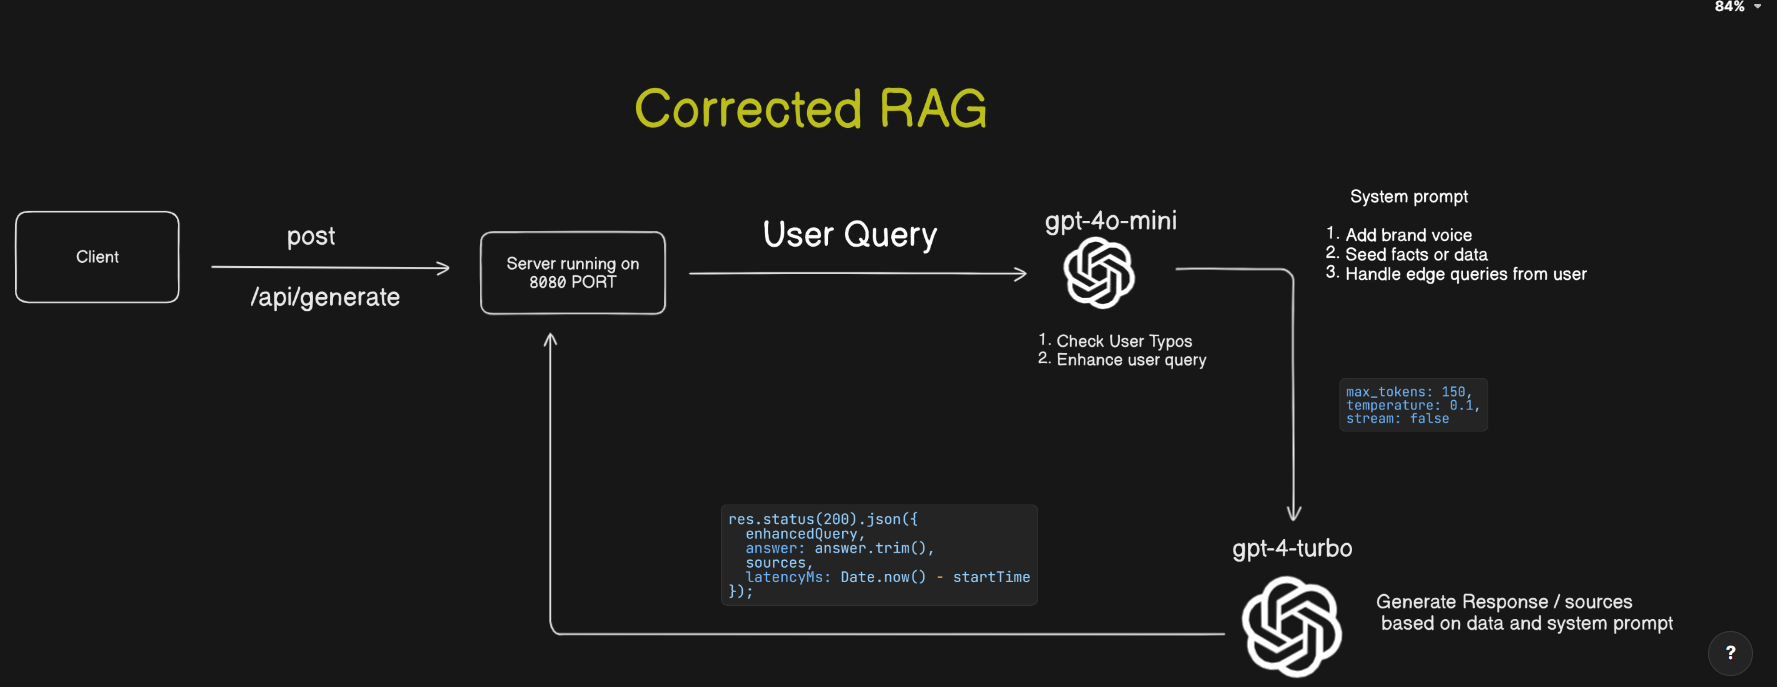 84%
Corrected RAG
Client
post
/api/generate
Server running on
8080 PORT
User Query
gpt-4o-mini
1. Check User Typos
2. Enhance user query
System prompt
1. Add brand voice
2. Seed facts or data
3. Handle edge queries from user
max_tokens: 150,
temperature: 0.1,
stream: false
res.status(200).json({
enhancedQuery,
answer: answer.trim(),
sources,
latencyMs: Date.now() - startTime
});
gpt-4-turbo
Generate Response / sources
based on data and system prompt
?